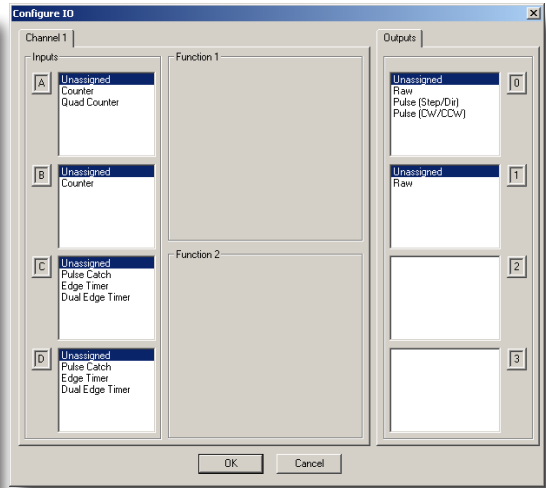 Configure IO
Channel 1
Inputs
A
Unassigned
Counter
Quad Counter
B
Unassigned
Counter
C
Unassigned
Pulse Catch
Edge Timer
Dual Edge Timer
D
Unassigned
Pulse Catch
Edge Timer
Dual Edge Timer
Function 1
Function 2
Outputs
Unassigned
Raw
Pulse (Step/Dir)
Pulse (CW/CCW)
0
Unassigned
Raw
1
2
3
OK
Cancel